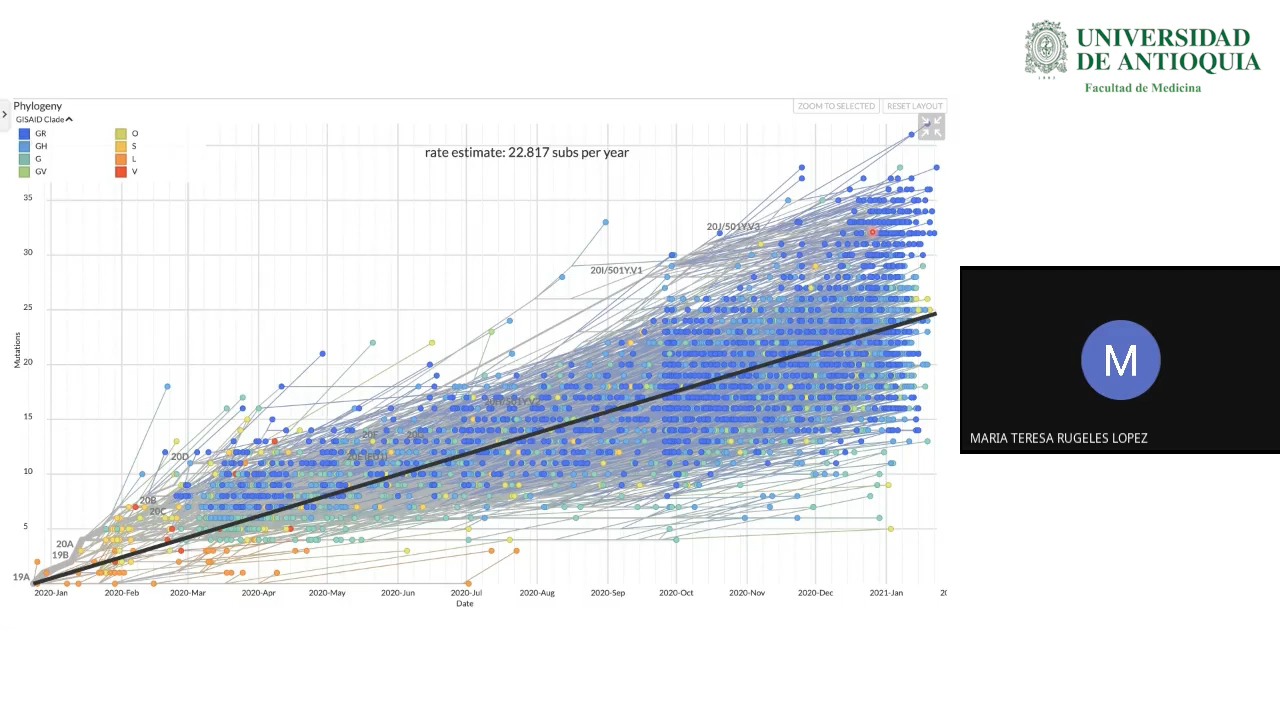 UNIVERSIDAD
DE ANTIOQUIA
1803
Facultad de Medicina
Phylogeny
ZOOM TO SELECTED
RESET LAYOUT
GISAID Clade
GR
O
GH
S
G
L
GV
V
rate estimate: 22.817 subs per year
35
30
25
20
15
10
5
Mutations
20J/501Y.V3
20I/501Y.V1
20D
20B
20C
20A
19B
19A
2020-Jan
2020-Feb
2020-Mar
2020-Apr
2020-May
2020-Jun
2020-Jul
2020-Aug
2020-Sep
2020-Oct
2020-Nov
2020-Dec
2021-Jan
20
Date
M
MARIA TERESA RUGELES LOPEZ